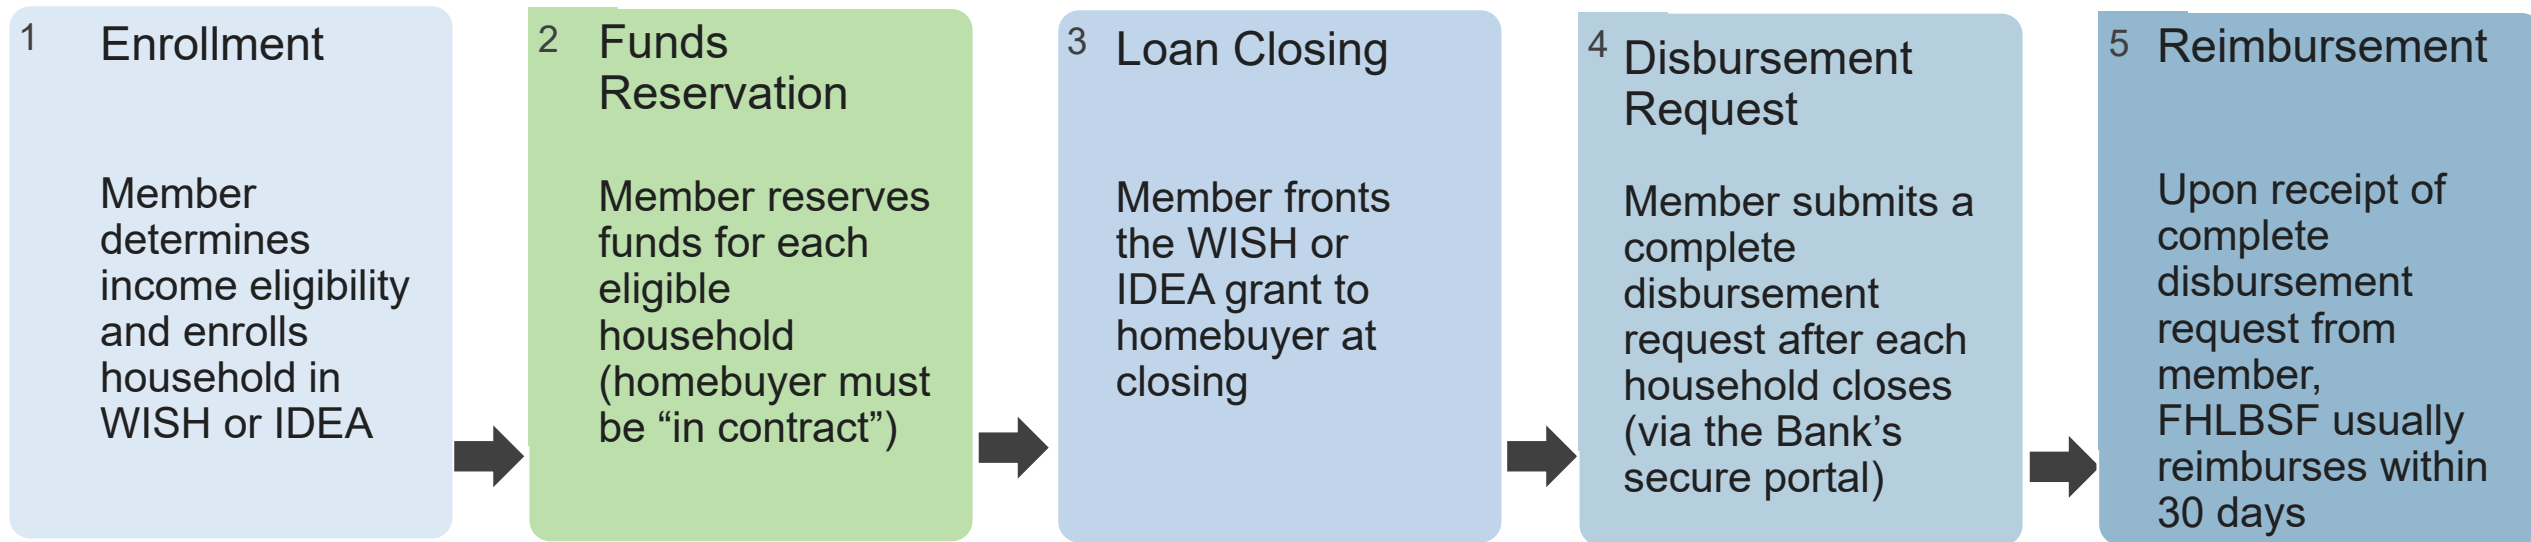 1
Enrollment
Member
determines
income eligibility
and enrolls
household in
WISH or IDEA
2
Funds
Reservation
Member reserves
funds for each
eligible
household
(homebuyer must
be “in contract”)
3
Loan Closing
Member fronts
the WISH or
IDEA grant to
homebuyer at
closing
4
Disbursement
Request
Member submits a
complete
disbursement
request after each
household closes
(via the Bank’s
secure portal)
5
Reimbursement
Upon receipt of
complete
disbursement
request from
member,
FHLBSF usually
reimburses within
30 days